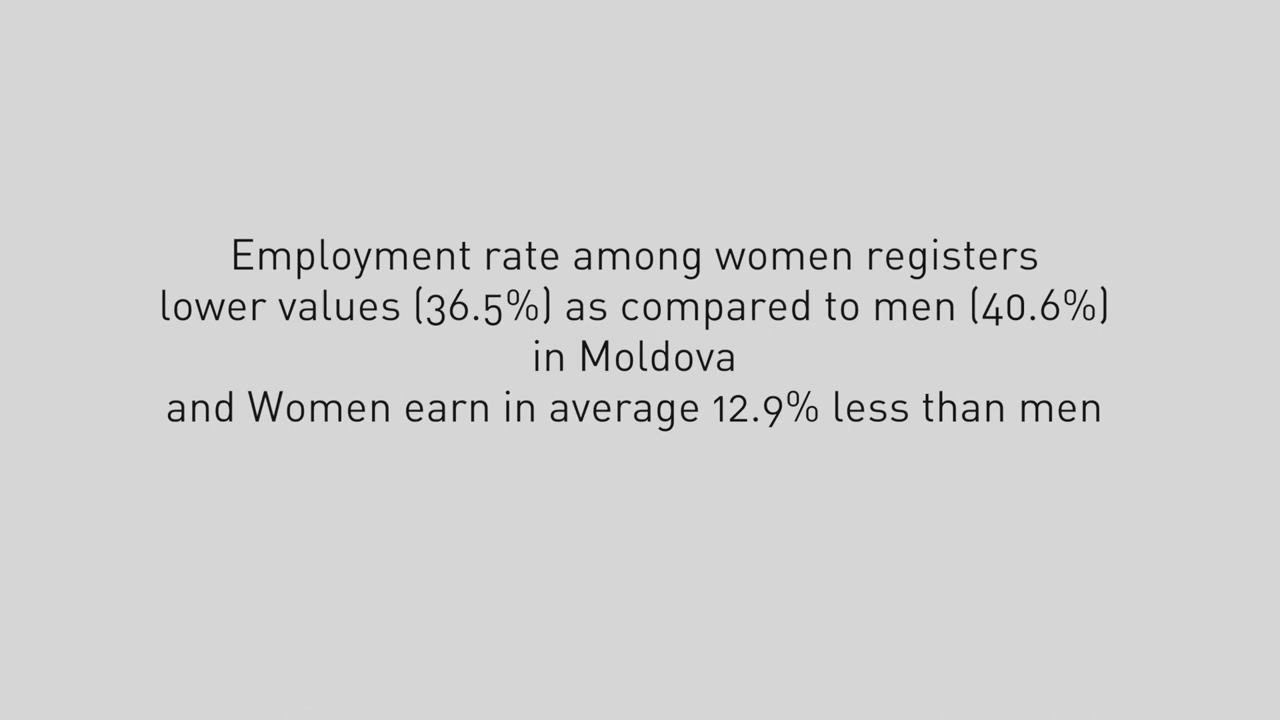 Employment rate among women registers
lower values (36.5%) as compared to men (40.6%)
in Moldova
and Women earn in average 12.9% less than men